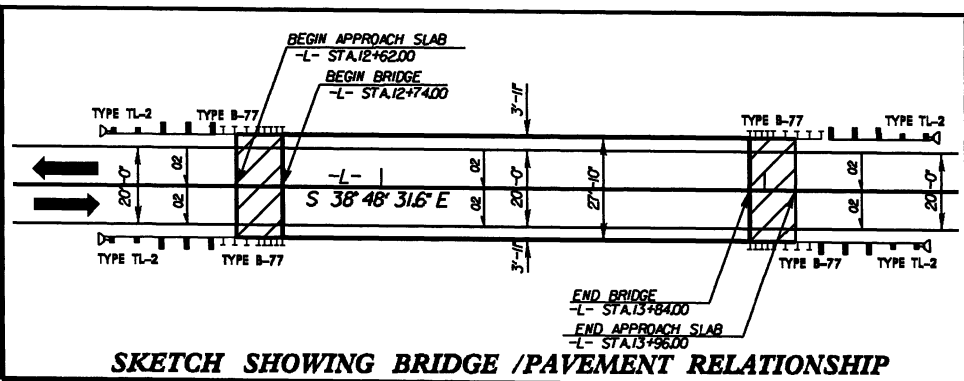 BEGIN APPROACH SLAB
-L- STA.12+62.00
BEGIN BRIDGE
-L- STA.12+74.00
TYPE TL-2
TYPE B-77
3'-11"
TYPE B-77
TYPE TL-2
20'-0"
02
02
-L-
S 38° 48' 31.6" E
02
02
20'-0"
27'-10"
02
02
20'-0"
TYPE TL-2
TYPE B-77
3'-11"
TYPE B-77
TYPE TL-2
END BRIDGE
-L- STA.13+84.00
END APPROACH SLAB
-L- STA.13+96.00
SKETCH SHOWING BRIDGE /PAVEMENT RELATIONSHIP